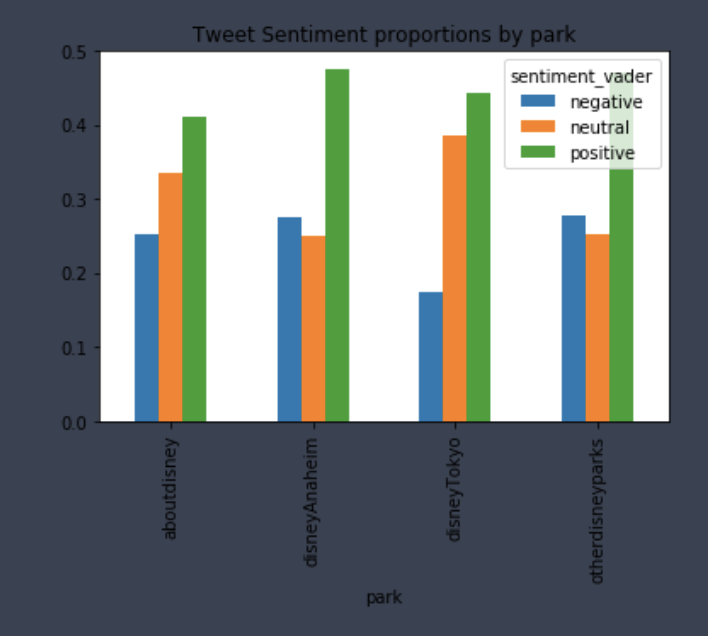 Tweet Sentiment proportions by park
0.5
0.4
0.3
0.2
0.1
0.0
sentiment_vader
negative
neutral
positive
aboutdisney
disneyAnaheim
disneyTokyo
otherdisneyparks
park